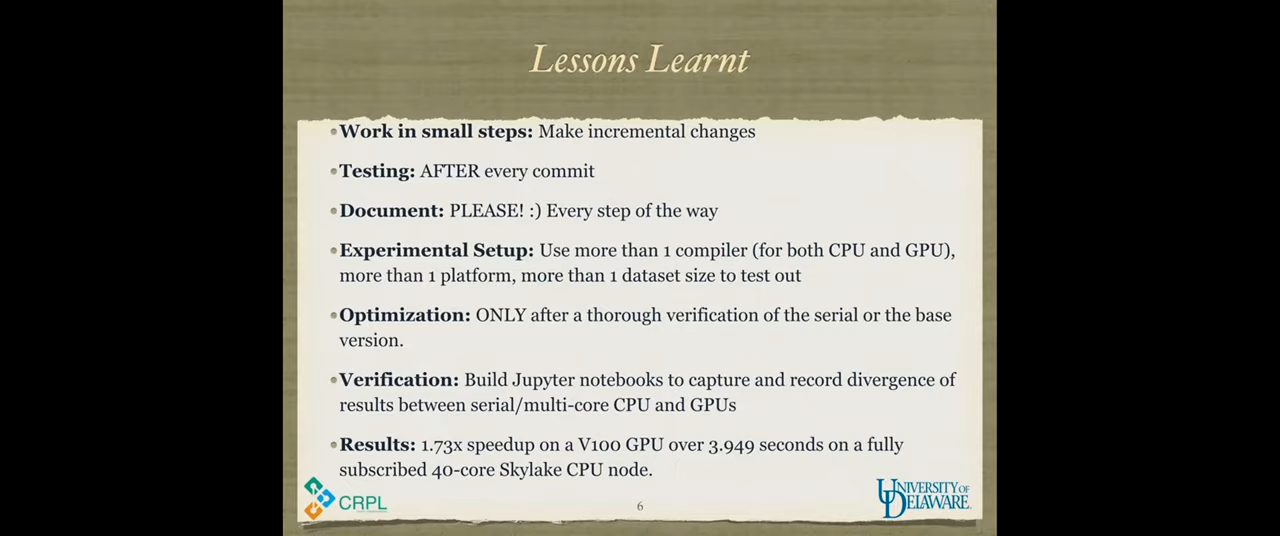 Lessons Learnt
•Work in small steps: Make incremental changes
•Testing: AFTER every commit
•Document: PLEASE! :) Every step of the way
•Experimental Setup: Use more than 1 compiler (for both CPU and GPU),
more than 1 platform, more than 1 dataset size to test out
•Optimization: ONLY after a thorough verification of the serial or the base
version.
•Verification: Build Jupyter notebooks to capture and record divergence of
results between serial/multi-core CPU and GPUs
•Results: 1.73x speedup on a V100 GPU over 3.949 seconds on a fully
subscribed 40-core Skylake CPU node.
CRPL
6
UNIVERSITY OF
DELAWARE